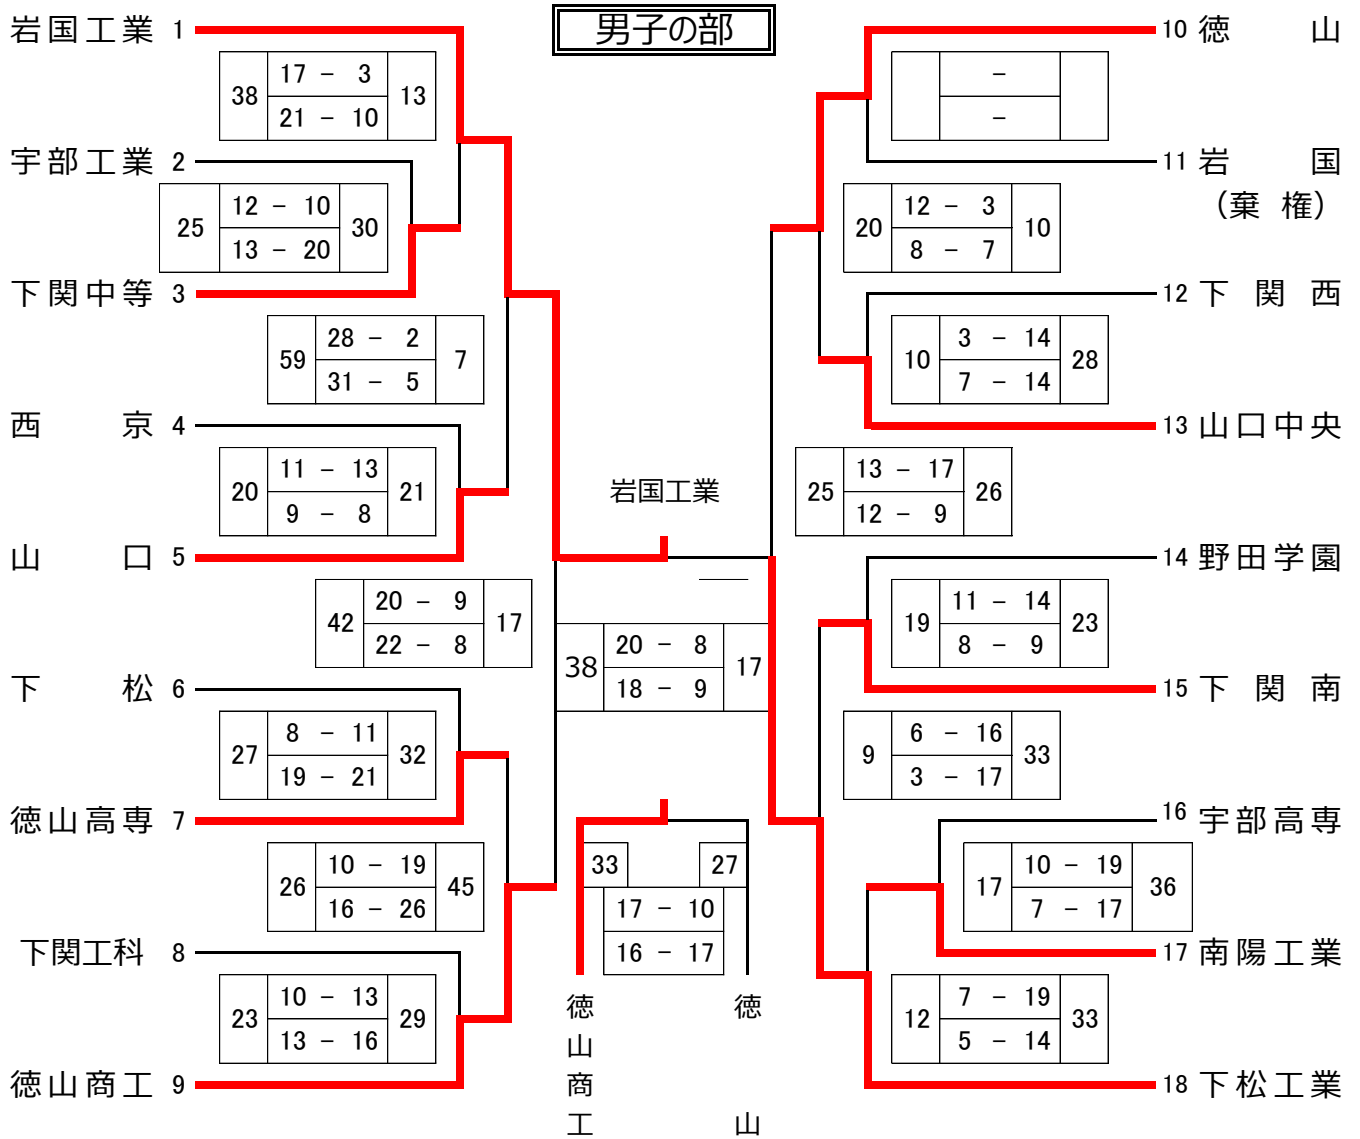 男子の部
岩国工業 1
38 17 - 3 13
21 - 10
宇部工業 2
25 12 - 10 30
13 - 20
下関中等 3
59 28 - 2 7
31 - 5
西京 4
20 11 - 13 21
9 - 8
山口 5
42 20 - 9 17
22 - 8
下松 6
27 8 - 11 32
19 - 21
徳山高専 7
26 10 - 19 45
16 - 26
下関工科 8
23 10 - 13 29
13 - 16
徳山商工 9
岩国工業
38 20 - 8 17
18 - 9
33 27
17 - 10
16 - 17
徳山商工
徳山
10 徳山
-
-
11 岩国
(棄権)
20 12 - 3 10
8 - 7
12 下関西
10 3 - 14 28
7 - 14
13 山口中央
25 13 - 17 26
12 - 9
14 野田学園
19 11 - 14 23
8 - 9
15 下関南
9 6 - 16 33
3 - 17
16 宇部高専
17 10 - 19 36
7 - 17
17 南陽工業
12 7 - 19 33
5 - 14
18 下松工業